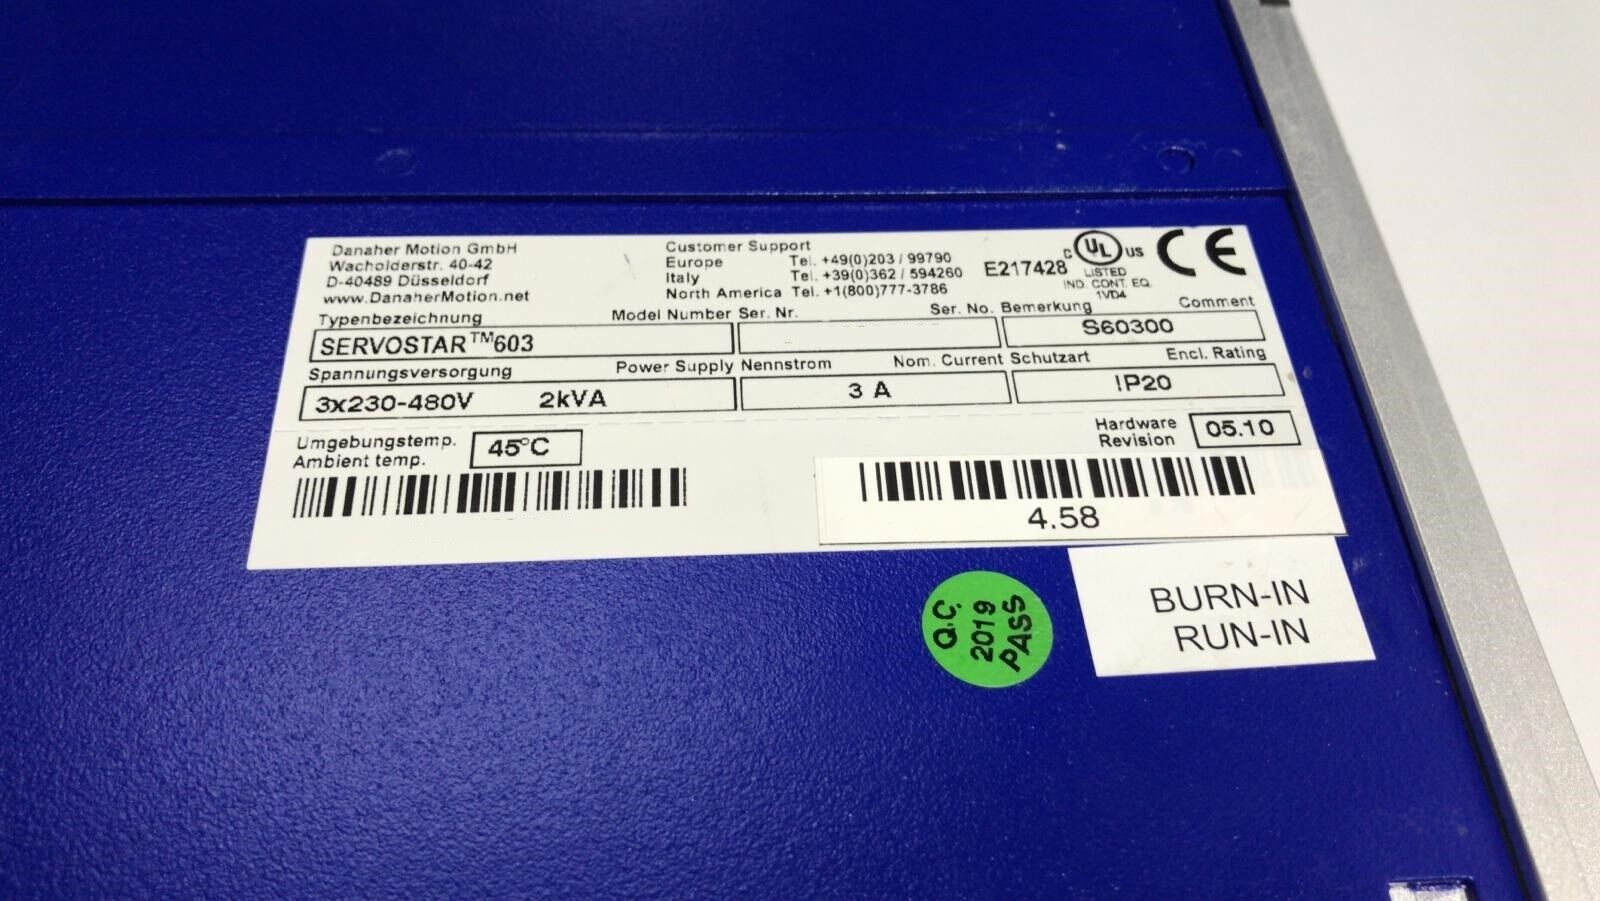 Danaher Motion GmbH
Wacholderstr. 40-42
D-40489 Düsseldorf
www.DanaherMotion.net
Customer Support
Europe Tel. +49(0)203 / 99790
Italy Tel. +39(0)362 / 594260
North America Tel. +1(800)777-3786
E217428
C UL US
LISTED
IND. CONT. EQ.
1VD4
CE
Typenbezeichnung Model Number Ser. Nr. Ser. No. Bemerkung Comment
SERVOSTAR™603 S60300
Spannungsversorgung Power Supply Nennstrom Nom. Current Schutzart Encl. Rating
3x230-480V 2kVA 3 A IP20
Umgebungstemp.
Ambient temp.
45°C
Hardware
Revision
05.10
4.58
BURN-IN
RUN-IN
Q.C.
2019
PASS